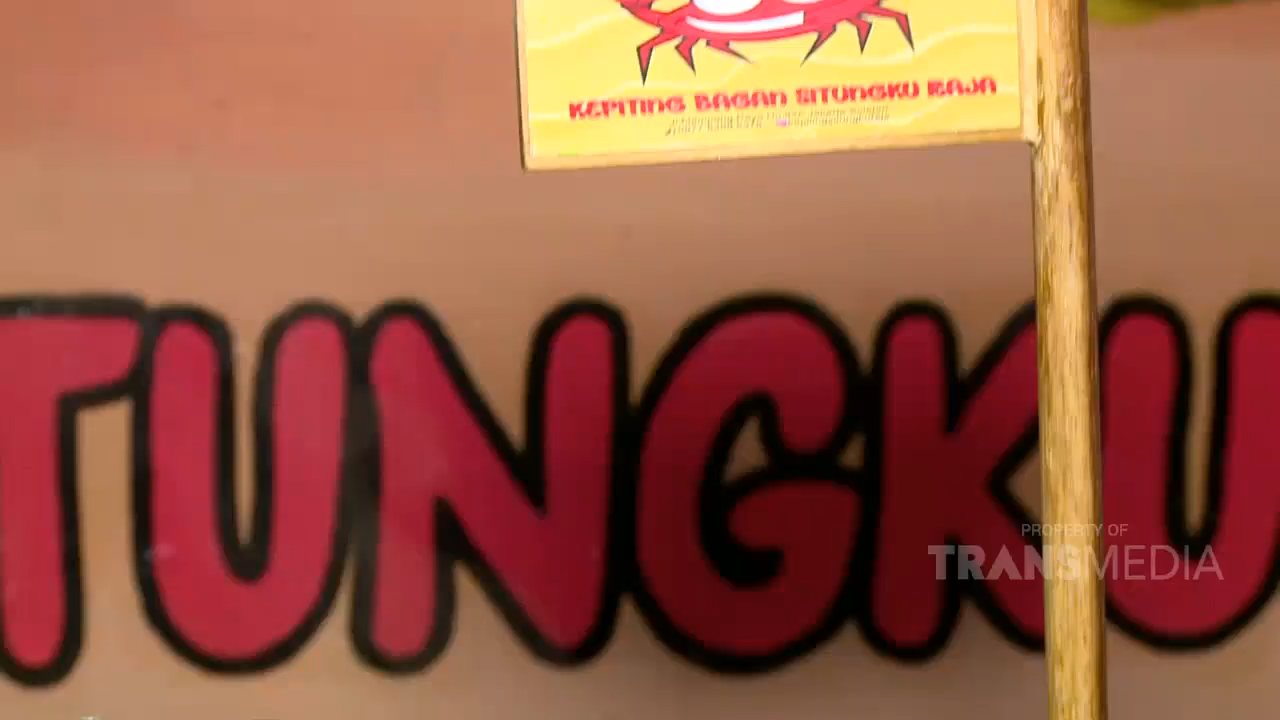 KEPITING BAGAN SITUNGKU RAJA
TUNGKU
PROPERTY OF
TRANSMEDIA